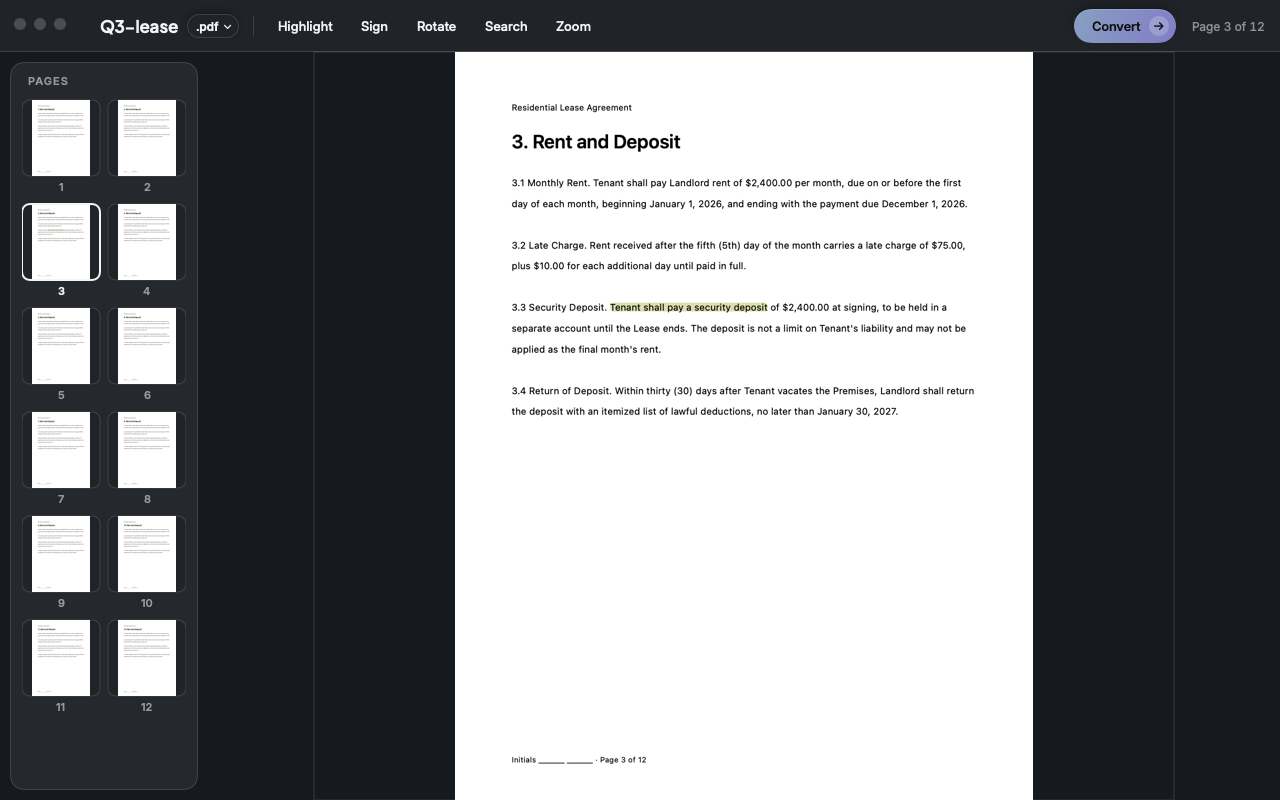 Q3-lease .pdf Highlight Sign Rotate Search Zoom Convert → Page 3 of 12
PAGES
1 2
3 4
5 6
7 8
9 10
11 12
Residential Lease Agreement
3. Rent and Deposit
3.1 Monthly Rent. Tenant shall pay Landlord rent of $2,400.00 per month, due on or before the first
day of each month, beginning January 1, 2026, and ending with the payment due December 1, 2026.
3.2 Late Charge. Rent received after the fifth (5th) day of the month carries a late charge of $75.00,
plus $10.00 for each additional day until paid in full.
3.3 Security Deposit. Tenant shall pay a security deposit of $2,400.00 at signing, to be held in a
separate account until the Lease ends. The deposit is not a limit on Tenant's liability and may not be
applied as the final month's rent.
3.4 Return of Deposit. Within thirty (30) days after Tenant vacates the Premises, Landlord shall return
the deposit with an itemized list of lawful deductions, no later than January 30, 2027.
Initials ______ ______ · Page 3 of 12